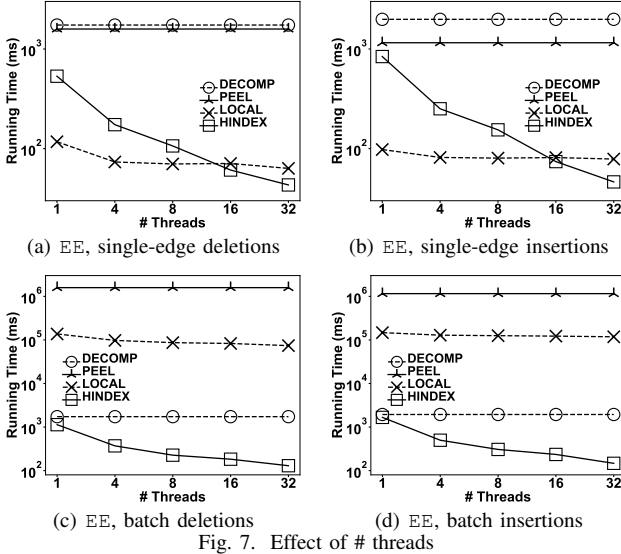 Running Time (ms)
10^3
10^2
DECOMP
PEEL
LOCAL
HINDEX
1 4 8 16 32
# Threads
(a) EE, single-edge deletions
Running Time (ms)
10^3
10^2
DECOMP
PEEL
LOCAL
HINDEX
1 4 8 16 32
# Threads
(b) EE, single-edge insertions
Running Time (ms)
10^6
10^5
10^4
10^3
10^2
DECOMP
PEEL
LOCAL
HINDEX
1 4 8 16 32
# Threads
(c) EE, batch deletions
Running Time (ms)
10^6
10^5
10^4
10^3
10^2
DECOMP
PEEL
LOCAL
HINDEX
1 4 8 16 32
# Threads
(d) EE, batch insertions
Fig. 7. Effect of # threads